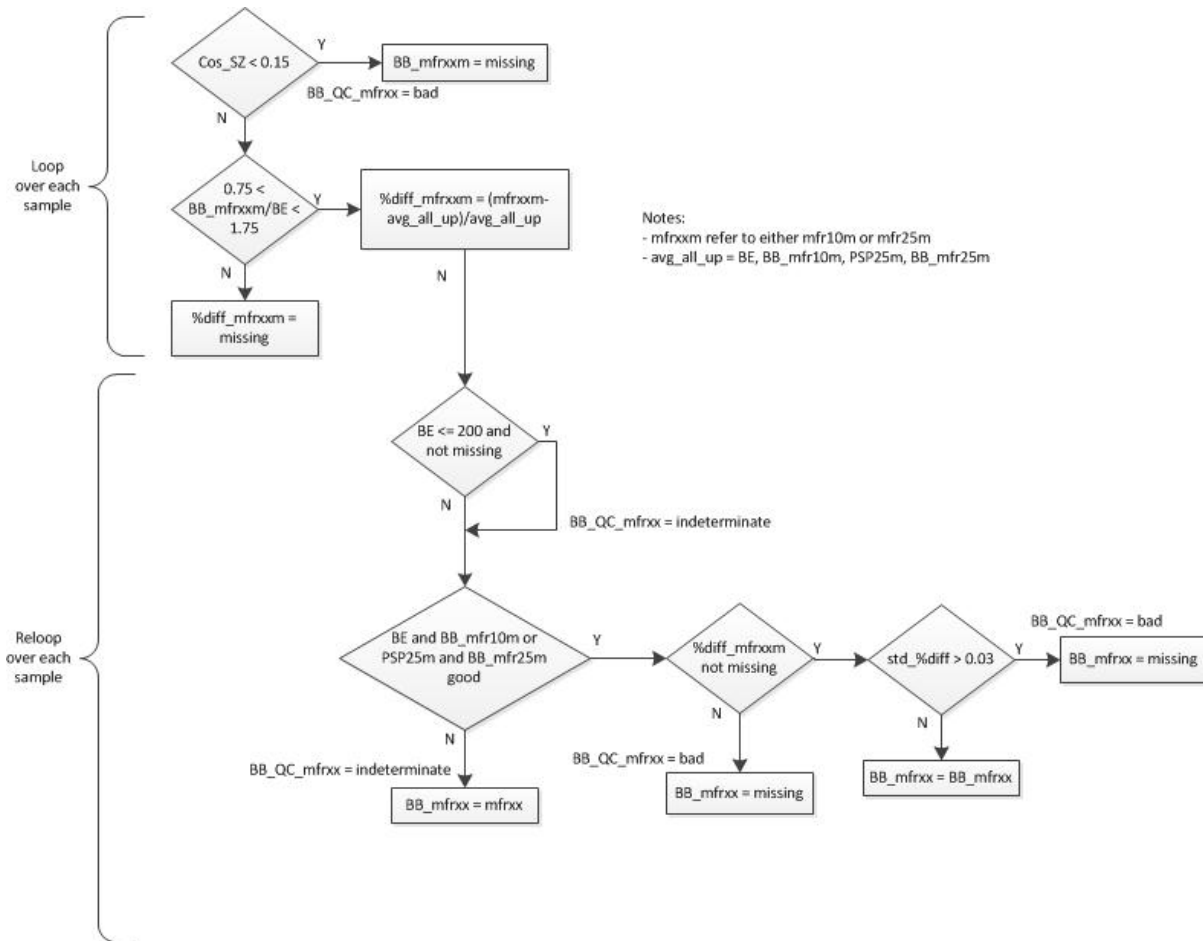 Y
Cos_SZ < 0.15
BB_mfrxxm = missing
BB_QC_mfrxx = bad
N
Loop
over each
sample
0.75 <
BB_mfrxxm/BE <
1.75
Y
%diff_mfrxxm = (mfrxxm-
avg_all_up)/avg_all_up
Notes:
- mfrxxm refer to either mfr10m or mfr25m
- avg_all_up = BE, BB_mfr10m, PSP25m, BB_mfr25m
N
N
%diff_mfrxxm =
missing
BE <= 200 and
not missing
Y
N
BB_QC_mfrxx = indeterminate
Reloop
over each
sample
BE and BB_mfr10m or
PSP25m and BB_mfr25m
good
Y
%diff_mfrxxm
not missing
Y
std_%diff > 0.03
Y
BB_QC_mfrxx = bad
BB_mfrxx = missing
N
N
N
BB_QC_mfrxx = indeterminate
BB_mfrxx = mfrxx
BB_QC_mfrxx = bad
BB_mfrxx = missing
BB_mfrxx = BB_mfrxx